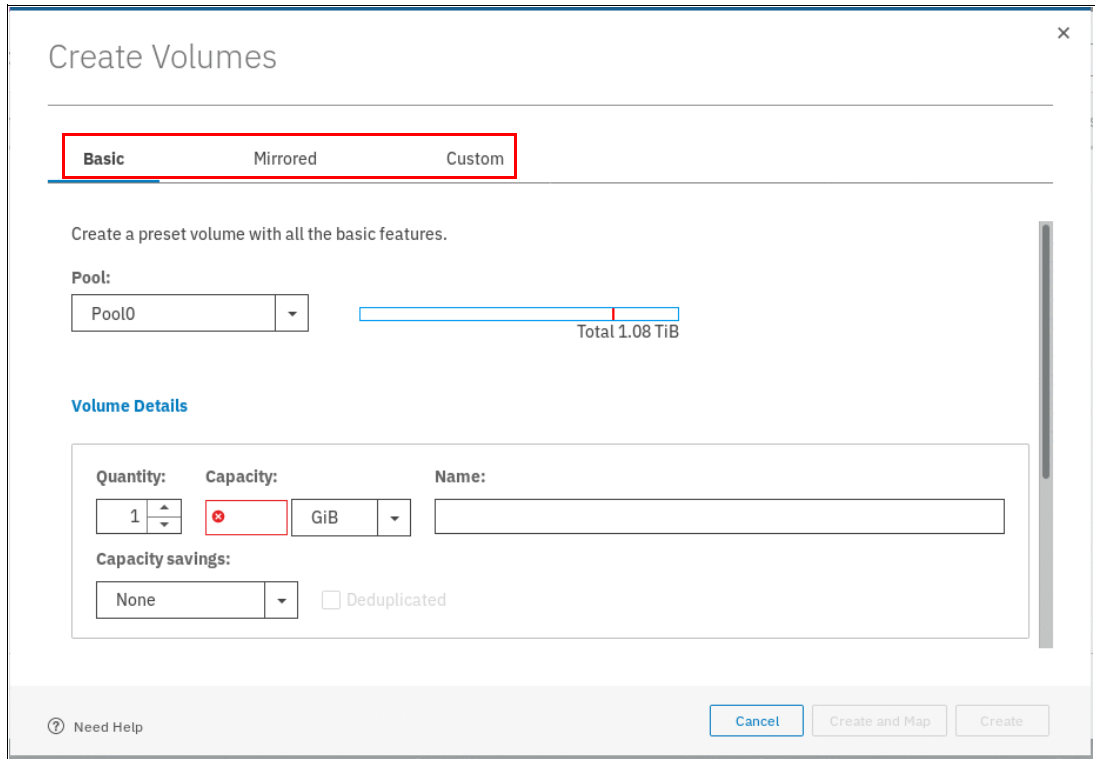 Create Volumes
Basic Mirrored Custom
Create a preset volume with all the basic features.
Pool:
Pool0
Total 1.08 TiB
Volume Details
Quantity: Capacity: Name:
1 GiB
Capacity savings:
None Deduplicated
Need Help Cancel Create and Map Create